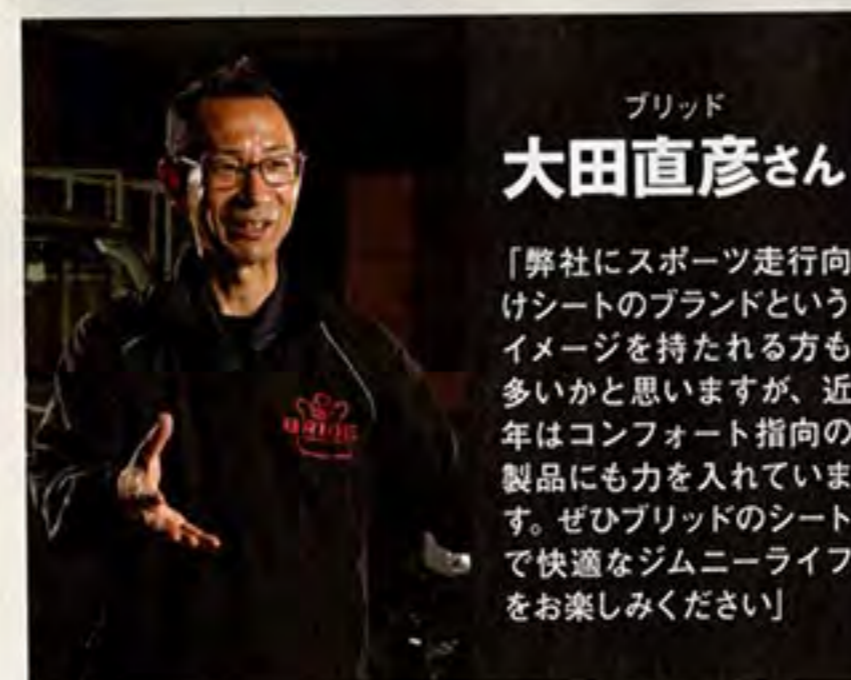 ブリッド
大田直彦さん
「弊社にスポーツ走行向
けシートのブランドという
イメージを持たれる方も
多いかと思いますが、近
年はコンフォート指向の
製品にも力を入れていま
す。ぜひブリッドのシート
で快適なジムニーライフ
をお楽しみください」
BRIDE